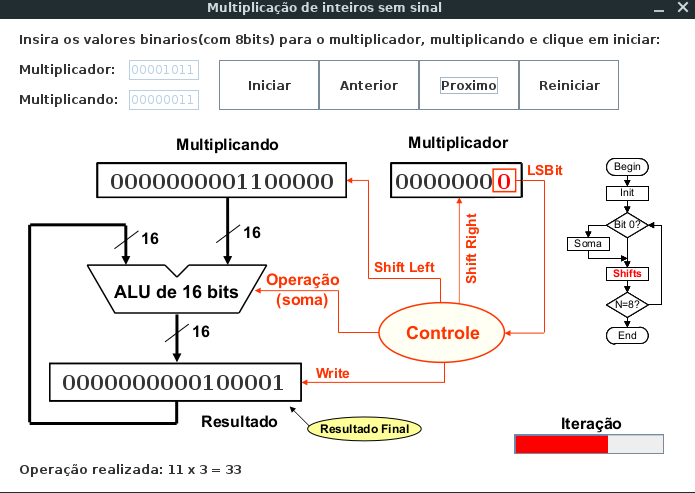 Multiplicação de inteiros sem sinal
Insira os valores binarios(com 8bits) para o multiplicador, multiplicando e clique em iniciar:
Multiplicador: 00001011
Iniciar Anterior Proximo Reiniciar
Multiplicando: 00000011
Multiplicando Multiplicador
0000000001100000 00000000 LSBit
Begin
Init
Bit 0?
Soma
Shifts
N=8?
End
16 16
Shift Left
Shift Right
Operação
(soma)
ALU de 16 bits
Controle
16
Write
0000000000100001
Resultado
Resultado Final
Iteração
Operação realizada: 11 x 3 = 33